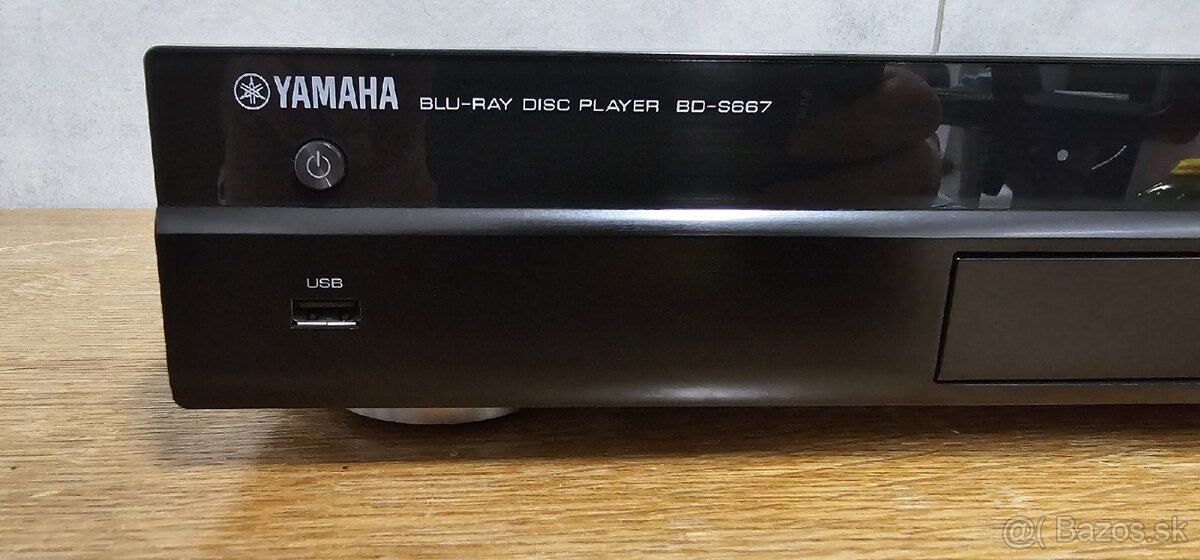 YAMAHA BLU-RAY DISC PLAYER BD-S667
USB
@( Bazos.sk